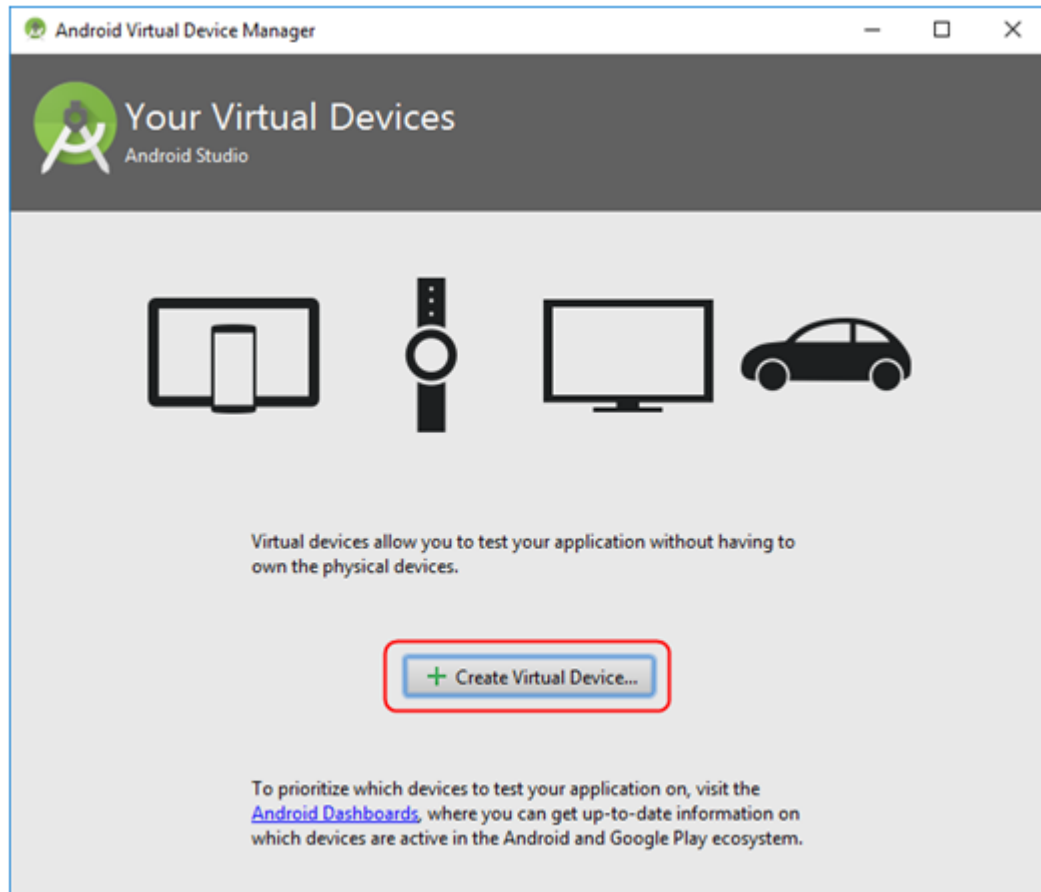 Android Virtual Device Manager
Your Virtual Devices
Android Studio
Virtual devices allow you to test your application without having to
own the physical devices.
Create Virtual Device...
To prioritize which devices to test your application on, visit the
Android Dashboards, where you can get up-to-date information on
which devices are active in the Android and Google Play ecosystem.